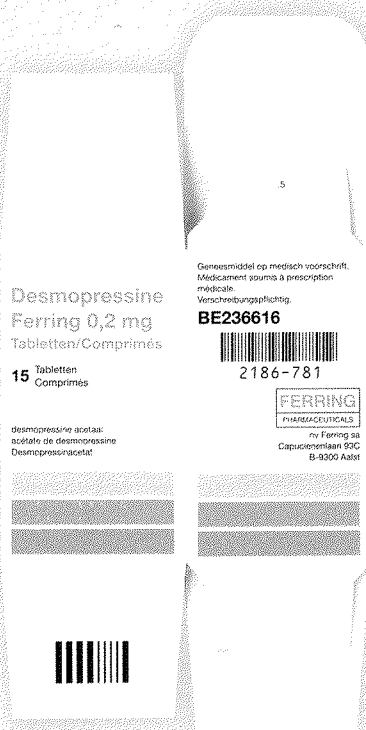 .5
Desmopressine
Ferring 0,2 mg
Tabletten/Comprimés
15 Tabletten
Comprimés
desmopressine acetaat
acétate de desmopressine
Desmopressinacetat
Geneesmiddel op medisch voorschrift.
Médicament soumis à prescription
médicale.
Verschreibungspflichtig.
BE236616
2186-781
FERRING
PHARMACEUTICALS
nv Ferring sa
Capucienenlaan 93C
B-9300 Aalst